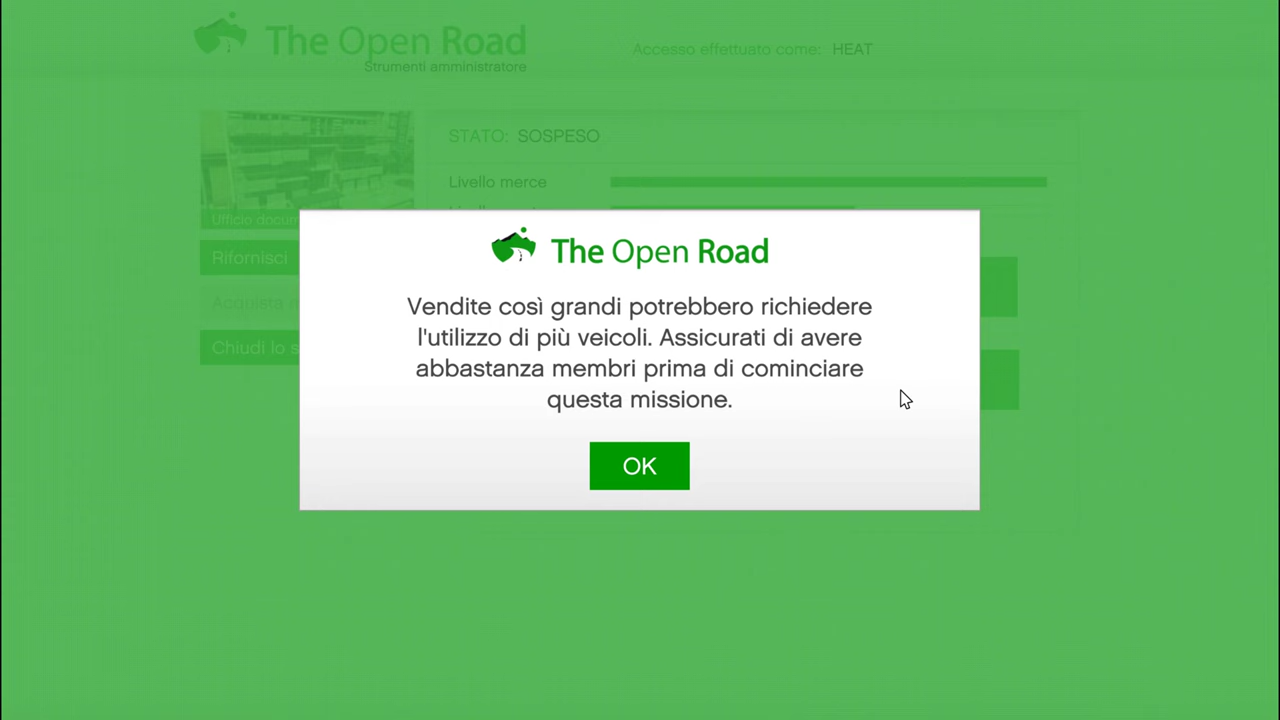 The Open Road
Strumenti amministratore
Accesso effettuato come: HEAT
STATO: SOSPESO
Livello merce
Ufficio
Rifornisci
Acquista
Chiudi lo
The Open Road
Vendite così grandi potrebbero richiedere
l'utilizzo di più veicoli. Assicurati di avere
abbastanza membri prima di cominciare
questa missione.
OK